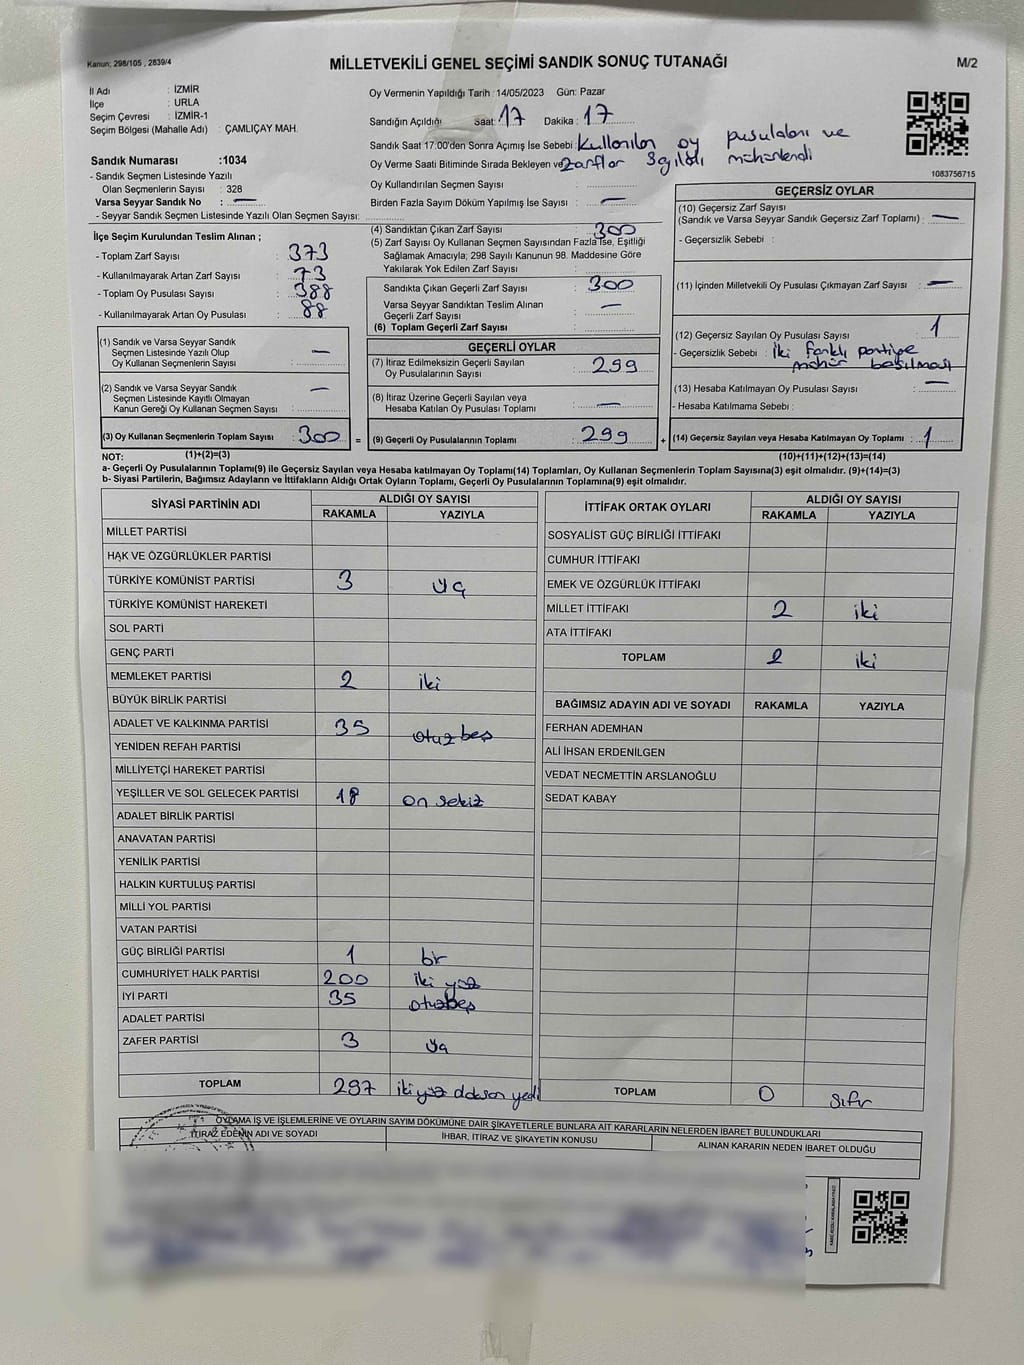 Kanun; 298/105 , 2839/4
MİLLETVEKİLİ GENEL SEÇİMİ SANDIK SONUÇ TUTANAĞI
M/2
İl Adı : İZMİR
İlçe : URLA
Seçim Çevresi : İZMİR-1
Seçim Bölgesi (Mahalle Adı) : ÇAMLIÇAY MAH.
Sandık Numarası :1034
- Sandık Seçmen Listesinde Yazılı
Olan Seçmenlerin Sayısı : 328
Varsa Seyyar Sandık No : —
- Seyyar Sandık Seçmen Listesinde Yazılı Olan Seçmen Sayısı:
Oy Vermenin Yapıldığı Tarih :14/05/2023 Gün: Pazar
Sandığın Açıldığı Saat: 17 Dakika : 17
Sandık Saat 17:00'den Sonra Açımış İse Sebebi: Kullanılan oy pusulaları ve
Oy Verme Saati Bitiminde Sırada Bekleyen ve zarflar sayıldı mühürlendi
Oy Kullandırılan Seçmen Sayısı :
Birden Fazla Sayım Döküm Yapılmış İse Sayısı : —
1083756715
İlçe Seçim Kurulundan Teslim Alınan ;
- Toplam Zarf Sayısı : 373
- Kullanılmayarak Artan Zarf Sayısı : 73
- Toplam Oy Pusulası Sayısı : 388
- Kullanılmayarak Artan Oy Pusulası : 88
(4) Sandıktan Çıkan Zarf Sayısı : 300
(5) Zarf Sayısı Oy Kullanan Seçmen Sayısından Fazla İse, Eşitliği
Sağlamak Amacıyla; 298 Sayılı Kanunun 98. Maddesine Göre
Yakılarak Yok Edilen Zarf Sayısı :
Sandıkta Çıkan Geçerli Zarf Sayısı : 300
Varsa Seyyar Sandıktan Teslim Alınan
Geçerli Zarf Sayısı : —
(6) Toplam Geçerli Zarf Sayısı :
GEÇERSİZ OYLAR
(10) Geçersiz Zarf Sayısı
(Sandık ve Varsa Seyyar Sandık Geçersiz Zarf Toplamı) : —
- Geçersizlik Sebebi :
(11) İçinden Milletvekili Oy Pusulası Çıkmayan Zarf Sayısı : —
(12) Geçersiz Sayılan Oy Pusulası Sayısı : 1
- Geçersizlik Sebebi : İki farklı partiye
mühür basılması
(13) Hesaba Katılmayan Oy Pusulası Sayısı : —
- Hesaba Katılmama Sebebi :
(14) Geçersiz Sayılan veya Hesaba Katılmayan Oy Toplamı : 1
(10)+(11)+(12)+(13)=(14)
(1) Sandık ve Varsa Seyyar Sandık
Seçmen Listesinde Yazılı Olup
Oy Kullanan Seçmenlerin Sayısı : —
(2) Sandık ve Varsa Seyyar Sandık
Seçmen Listesinde Kayıtlı Olmayan
Kanun Gereği Oy Kullanan Seçmen Sayısı : —
(3) Oy Kullanan Seçmenlerin Toplam Sayısı : 300 =
GEÇERLİ OYLAR
(7) İtiraz Edilmeksizin Geçerli Sayılan
Oy Pusulalarının Sayısı : 299
(8) İtiraz Üzerine Geçerli Sayılan veya
Hesaba Katılan Oy Pusulası Toplamı : —
(9) Geçerli Oy Pusulalarının Toplamı : 299 +
NOT: (1)+(2)=(3)
a- Geçerli Oy Pusulalarının Toplamı(9) ile Geçersiz Sayılan veya Hesaba katılmayan Oy Toplamı(14) Toplamları, Oy Kullanan Seçmenlerin Toplam Sayısına(3) eşit olmalıdır. (9)+(14)=(3)
b- Siyasi Partilerin, Bağımsız Adayların ve İttifakların Aldığı Ortak Oyların Toplamı, Geçerli Oy Pusulalarının Toplamına(9) eşit olmalıdır.
SİYASİ PARTİNİN ADI ALDIĞI OY SAYISI
RAKAMLA YAZIYLA
MİLLET PARTİSİ
HAK VE ÖZGÜRLÜKLER PARTİSİ
TÜRKİYE KOMÜNİST PARTİSİ 3 üç
TÜRKİYE KOMÜNİST HAREKETİ
SOL PARTİ
GENÇ PARTİ
MEMLEKET PARTİSİ 2 iki
BÜYÜK BİRLİK PARTİSİ
ADALET VE KALKINMA PARTİSİ 35 otuzbeş
YENİDEN REFAH PARTİSİ
MİLLİYETÇİ HAREKET PARTİSİ
YEŞİLLER VE SOL GELECEK PARTİSİ 18 on sekiz
ADALET BİRLİK PARTİSİ
ANAVATAN PARTİSİ
YENİLİK PARTİSİ
HALKIN KURTULUŞ PARTİSİ
MİLLİ YOL PARTİSİ
VATAN PARTİSİ
GÜÇ BİRLİĞİ PARTİSİ 1 bir
CUMHURİYET HALK PARTİSİ 200 iki yüz
İYİ PARTİ 35 otuzbeş
ADALET PARTİSİ
ZAFER PARTİSİ 3 üç
TOPLAM 297 iki yüz doksan yedi
İTTİFAK ORTAK OYLARI ALDIĞI OY SAYISI
RAKAMLA YAZIYLA
SOSYALİST GÜÇ BİRLİĞİ İTTİFAKI
CUMHUR İTTİFAKI
EMEK VE ÖZGÜRLÜK İTTİFAKI
MİLLET İTTİFAKI 2 iki
ATA İTTİFAKI
TOPLAM 2 iki
BAĞIMSIZ ADAYIN ADI VE SOYADI RAKAMLA YAZIYLA
FERHAN ADEMHAN
ALİ İHSAN ERDENİLGEN
VEDAT NECMETTİN ARSLANOĞLU
SEDAT KABAY
TOPLAM 0 sıfır
OYLAMA İŞ VE İŞLEMLERİNE VE OYLARIN SAYIM DÖKÜMÜNE DAİR ŞİKAYETLERLE BUNLARA AİT KARARLARIN NELERDEN İBARET BULUNDUKLARI
İTİRAZ EDENİN ADI VE SOYADI İHBAR, İTİRAZ VE ŞİKAYETİN KONUSU ALINAN KARARIN NEDEN İBARET OLDUĞU